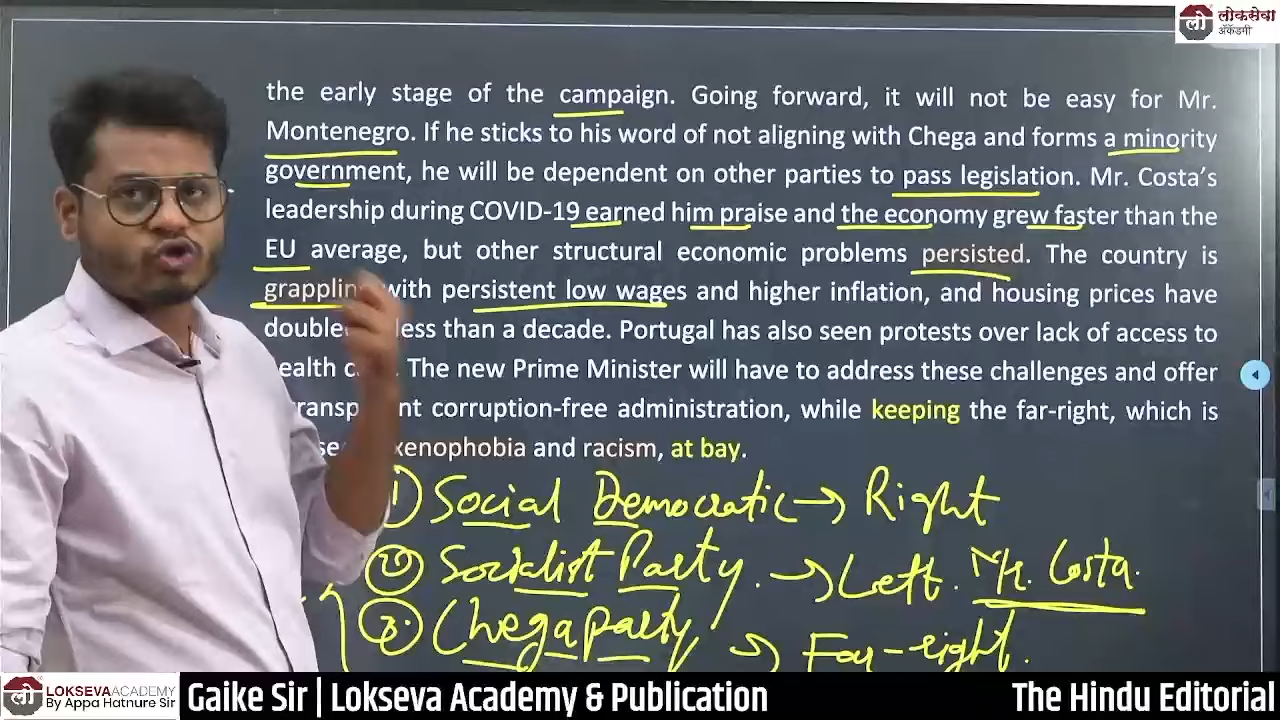 लो लोकसेवा
अॅकॅडमी
the early stage of the campaign. Going forward, it will not be easy for Mr.
Montenegro. If he sticks to his word of not aligning with Chega and forms a minority
government, he will be dependent on other parties to pass legislation. Mr. Costa's
leadership during COVID-19 earned him praise and the economy grew faster than the
EU average, but other structural economic problems persisted. The country is
with persistent low wages and higher inflation, and housing prices have
less than a decade. Portugal has also seen protests over lack of access to
The new Prime Minister will have to address these challenges and offer
corruption-free administration, while keeping the far-right, which is
xenophobia and racism, at bay.
1) Social Democratic → Right
2) Socialist Party. → Left. Mr. Costa.
3. Chega Party → Far-right.
लो LOKSEVA ACADEMY
By Appa Hatnure Sir
Gaike Sir | Lokseva Academy & Publication The Hindu Editorial